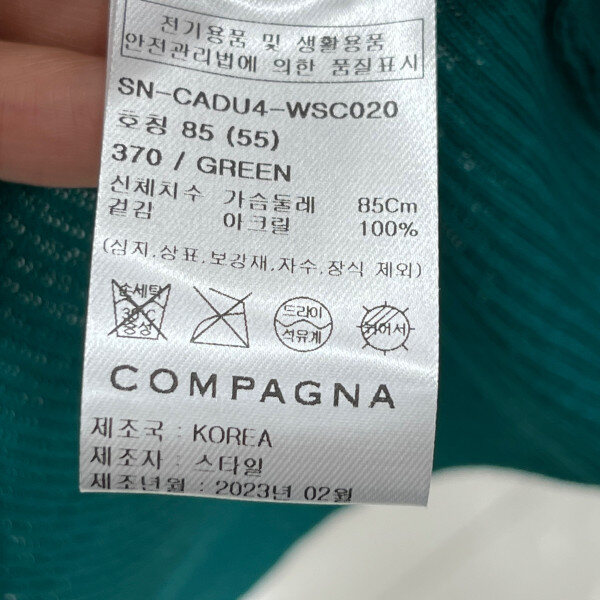 전기용품 및 생활용품
안전관리법에 의한 품질표시
SN-CADU4-WSC020
호칭 85 (55)
370 / GREEN
신체치수 가슴둘레 85Cm
겉감 아크릴 100%
(심지,상표,보강재,자수,장식 제외)
손세탁
30°C
중성
드라이
석유계
뉘어서
COMPAGNA
제조국 : KOREA
제조자 : 스타일
제조년월 : 2023년 02월